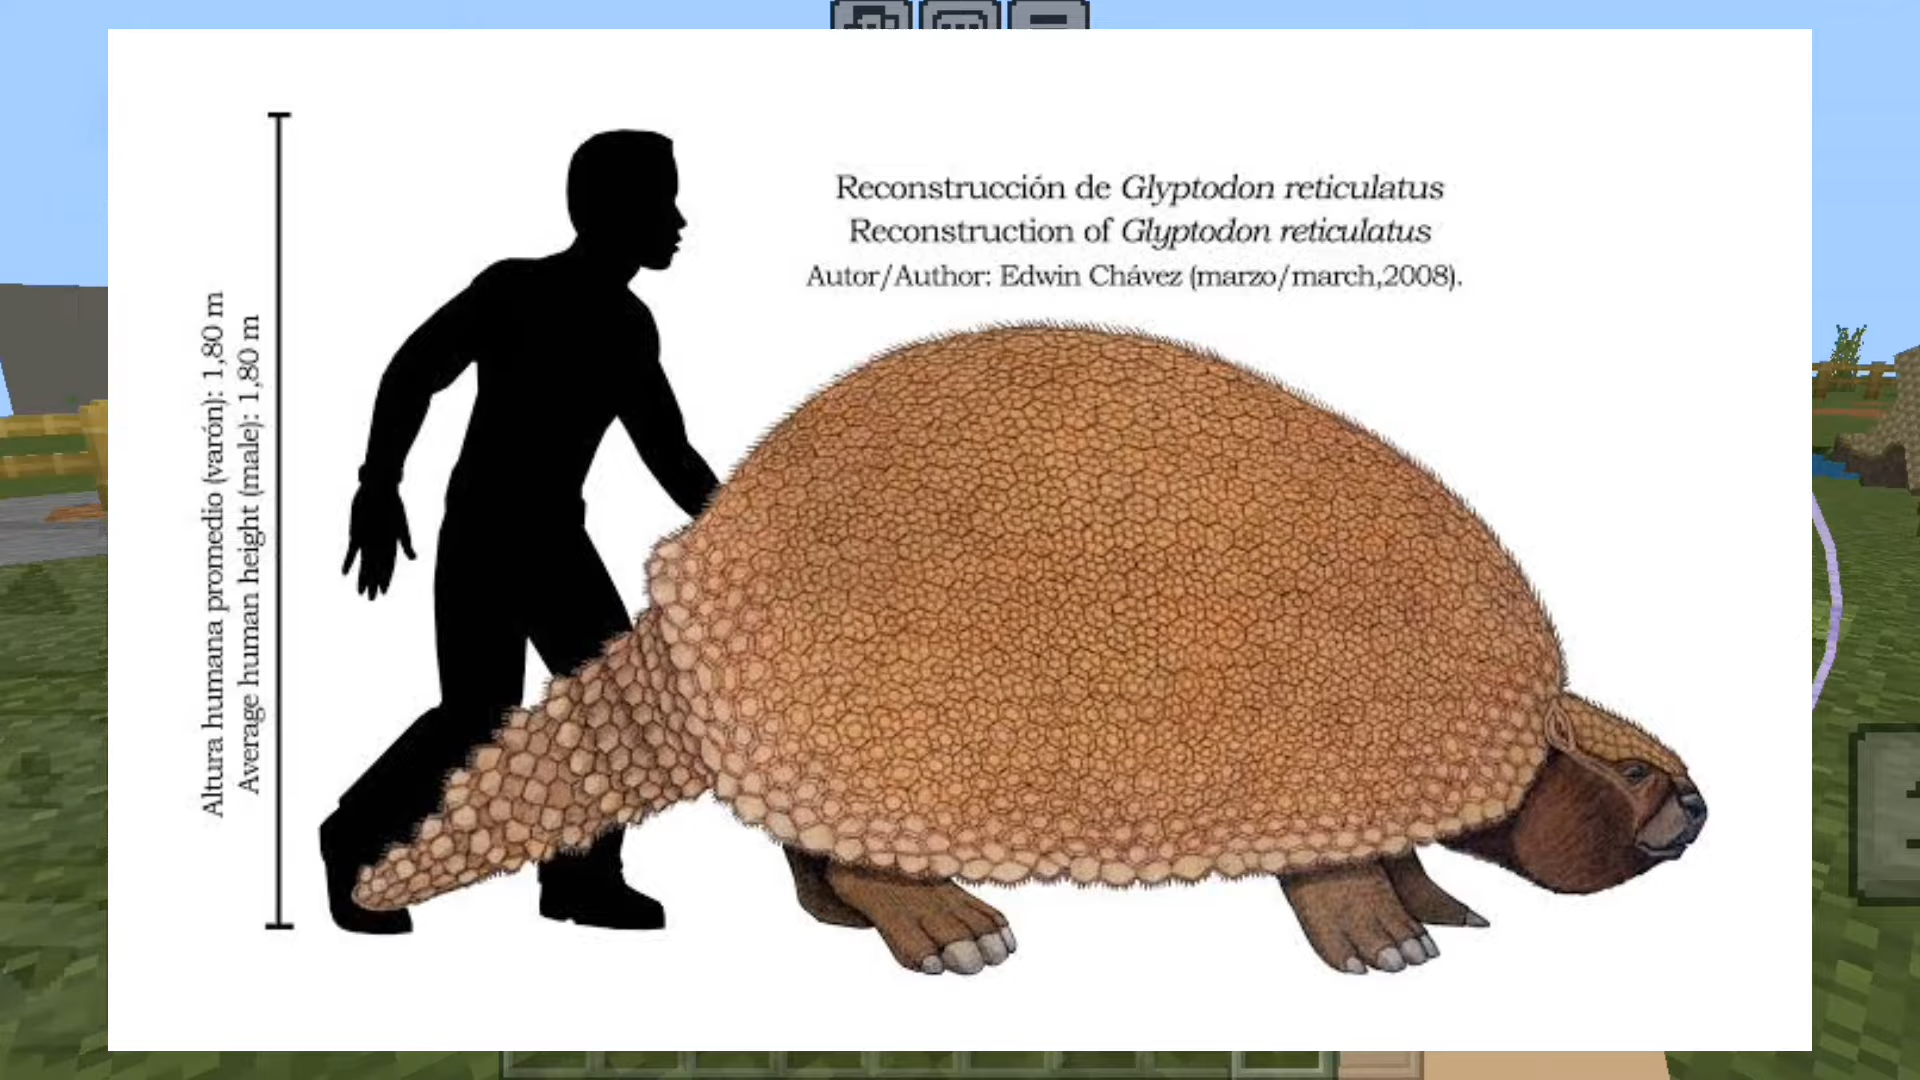 Reconstrucción de Glyptodon reticulatus
Reconstruction of Glyptodon reticulatus
Autor/Author: Edwin Chávez (marzo/march,2008).
Altura humana promedio (varón): 1,80 m
Average human height (male): 1,80 m